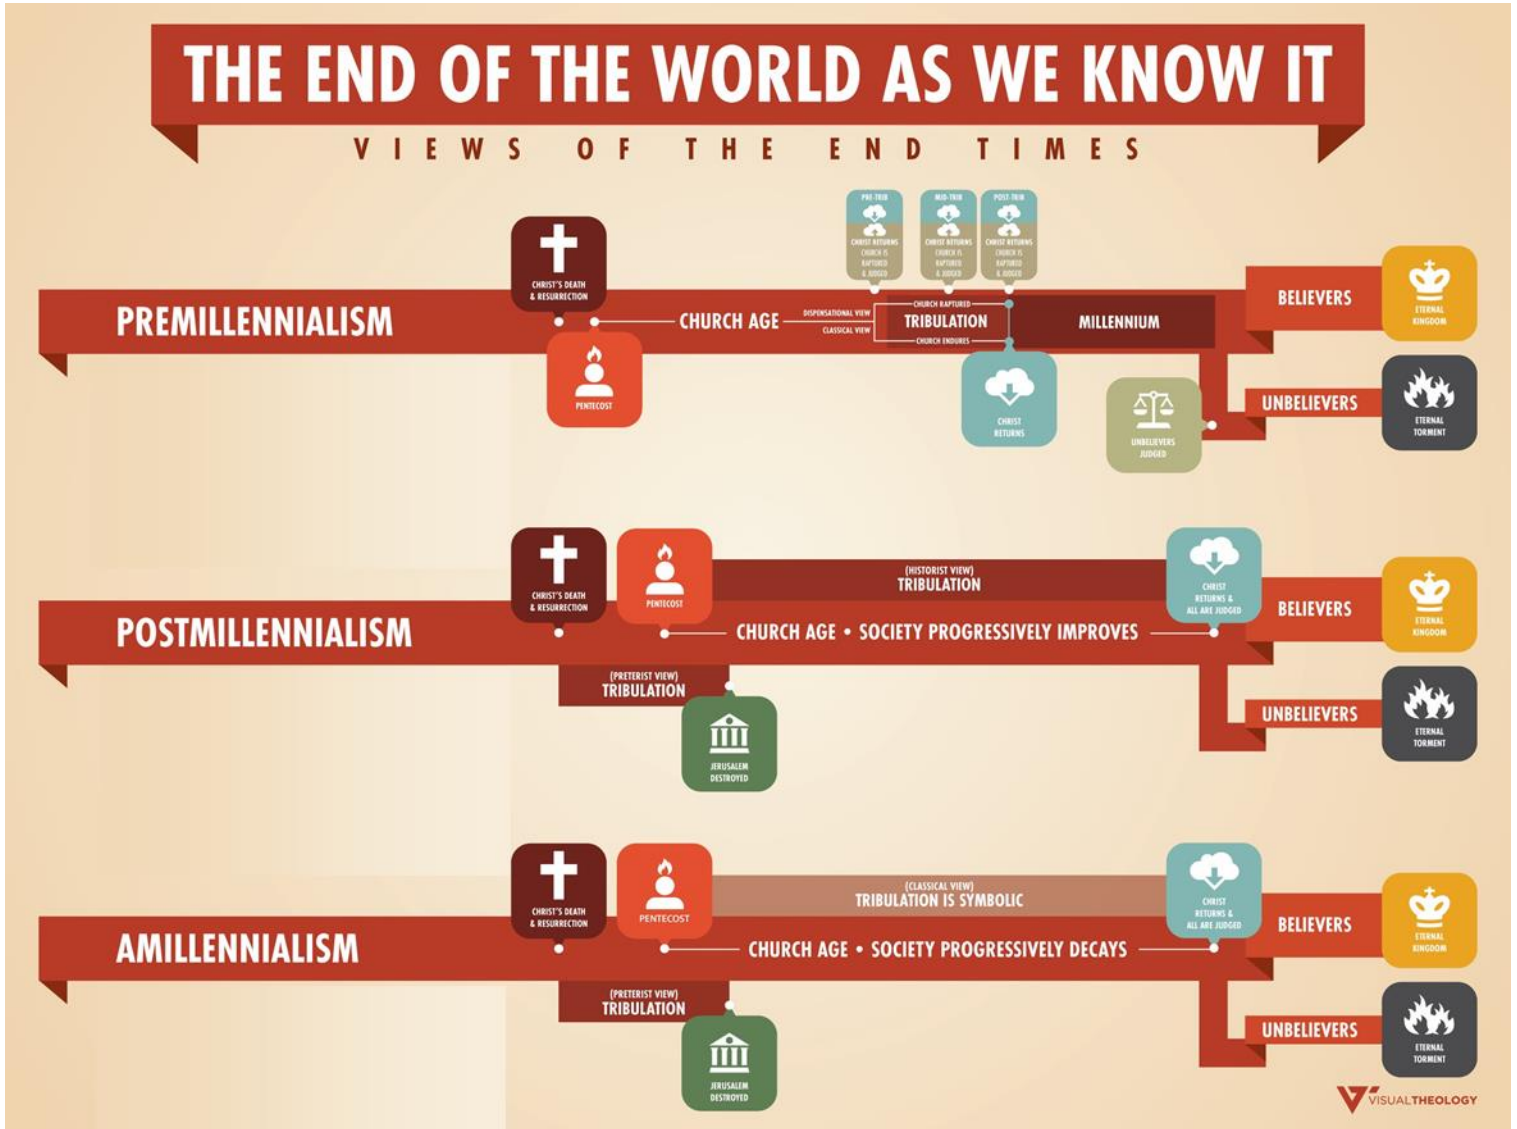 THE END OF THE WORLD AS WE KNOW IT
VIEWS OF THE END TIMES
PREMILLENNIALISM
CHRIST'S DEATH
& RESURRECTION
PENTECOST
CHURCH AGE
DISPENSATIONAL VIEW
CLASSICAL VIEW
PRE-TRIB
CHRIST RETURNS
CHURCH IS
RAPTURED
& JUDGED
MID-TRIB
CHRIST RETURNS
CHURCH IS
RAPTURED
& JUDGED
POST-TRIB
CHRIST RETURNS
CHURCH IS
RAPTURED
& JUDGED
CHURCH RAPTURED
TRIBULATION
CHURCH ENDURES
MILLENNIUM
CHRIST
RETURNS
UNBELIEVERS
JUDGED
BELIEVERS
ETERNAL
KINGDOM
UNBELIEVERS
ETERNAL
TORMENT
POSTMILLENNIALISM
CHRIST'S DEATH
& RESURRECTION
PENTECOST
(HISTORIST VIEW)
TRIBULATION
CHURCH AGE • SOCIETY PROGRESSIVELY IMPROVES
(PRETERIST VIEW)
TRIBULATION
JERUSALEM
DESTROYED
CHRIST
RETURNS &
ALL ARE JUDGED
BELIEVERS
ETERNAL
KINGDOM
UNBELIEVERS
ETERNAL
TORMENT
AMILLENNIALISM
CHRIST'S DEATH
& RESURRECTION
PENTECOST
(CLASSICAL VIEW)
TRIBULATION IS SYMBOLIC
CHURCH AGE • SOCIETY PROGRESSIVELY DECAYS
(PRETERIST VIEW)
TRIBULATION
JERUSALEM
DESTROYED
CHRIST
RETURNS &
ALL ARE JUDGED
BELIEVERS
ETERNAL
KINGDOM
UNBELIEVERS
ETERNAL
TORMENT
VISUALTHEOLOGY